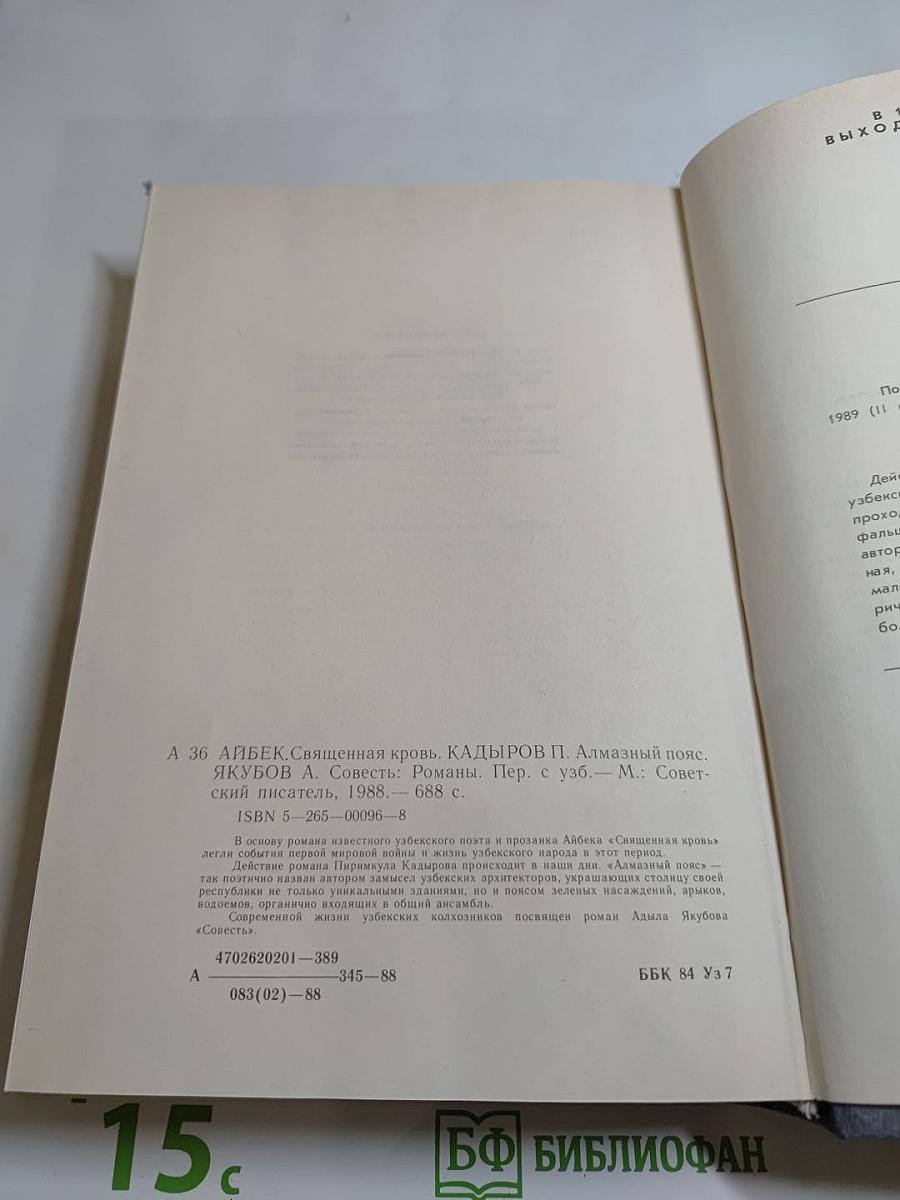 А 36 АЙБЕК. Священная кровь. КАДЫРОВ П. Алмазный пояс.
ЯКУБОВ А. Совесть: Романы. Пер. с узб.— М.: Совет-
ский писатель, 1988.— 688 с.
ISBN 5—265—00096—8
В основу романа известного узбекского поэта и прозаика Айбека «Священная кровь»
легли события первой мировой войны и жизнь узбекского народа в этот период.
Действие романа Пиримкула Кадырова происходит в наши дни. «Алмазный пояс» —
так поэтично назван автором замысел узбекских архитекторов, украшающих столицу своей
республики не только уникальными зданиями, но и поясом зеленых насаждений, арыков,
водоемов, органично входящих в общий ансамбль.
Современной жизни узбекских колхозников посвящен роман Адыла Якубова
«Совесть».
4702620201—389
А ————— 345—88
083(02)—88
ББК 84 Уз 7
В 1
ВЫХОД
По
1989 (II
Дейс
узбекс
прохо
фальш
автор
ная,
мал
рич
бо
15 с
БФ БИБЛИОФАН